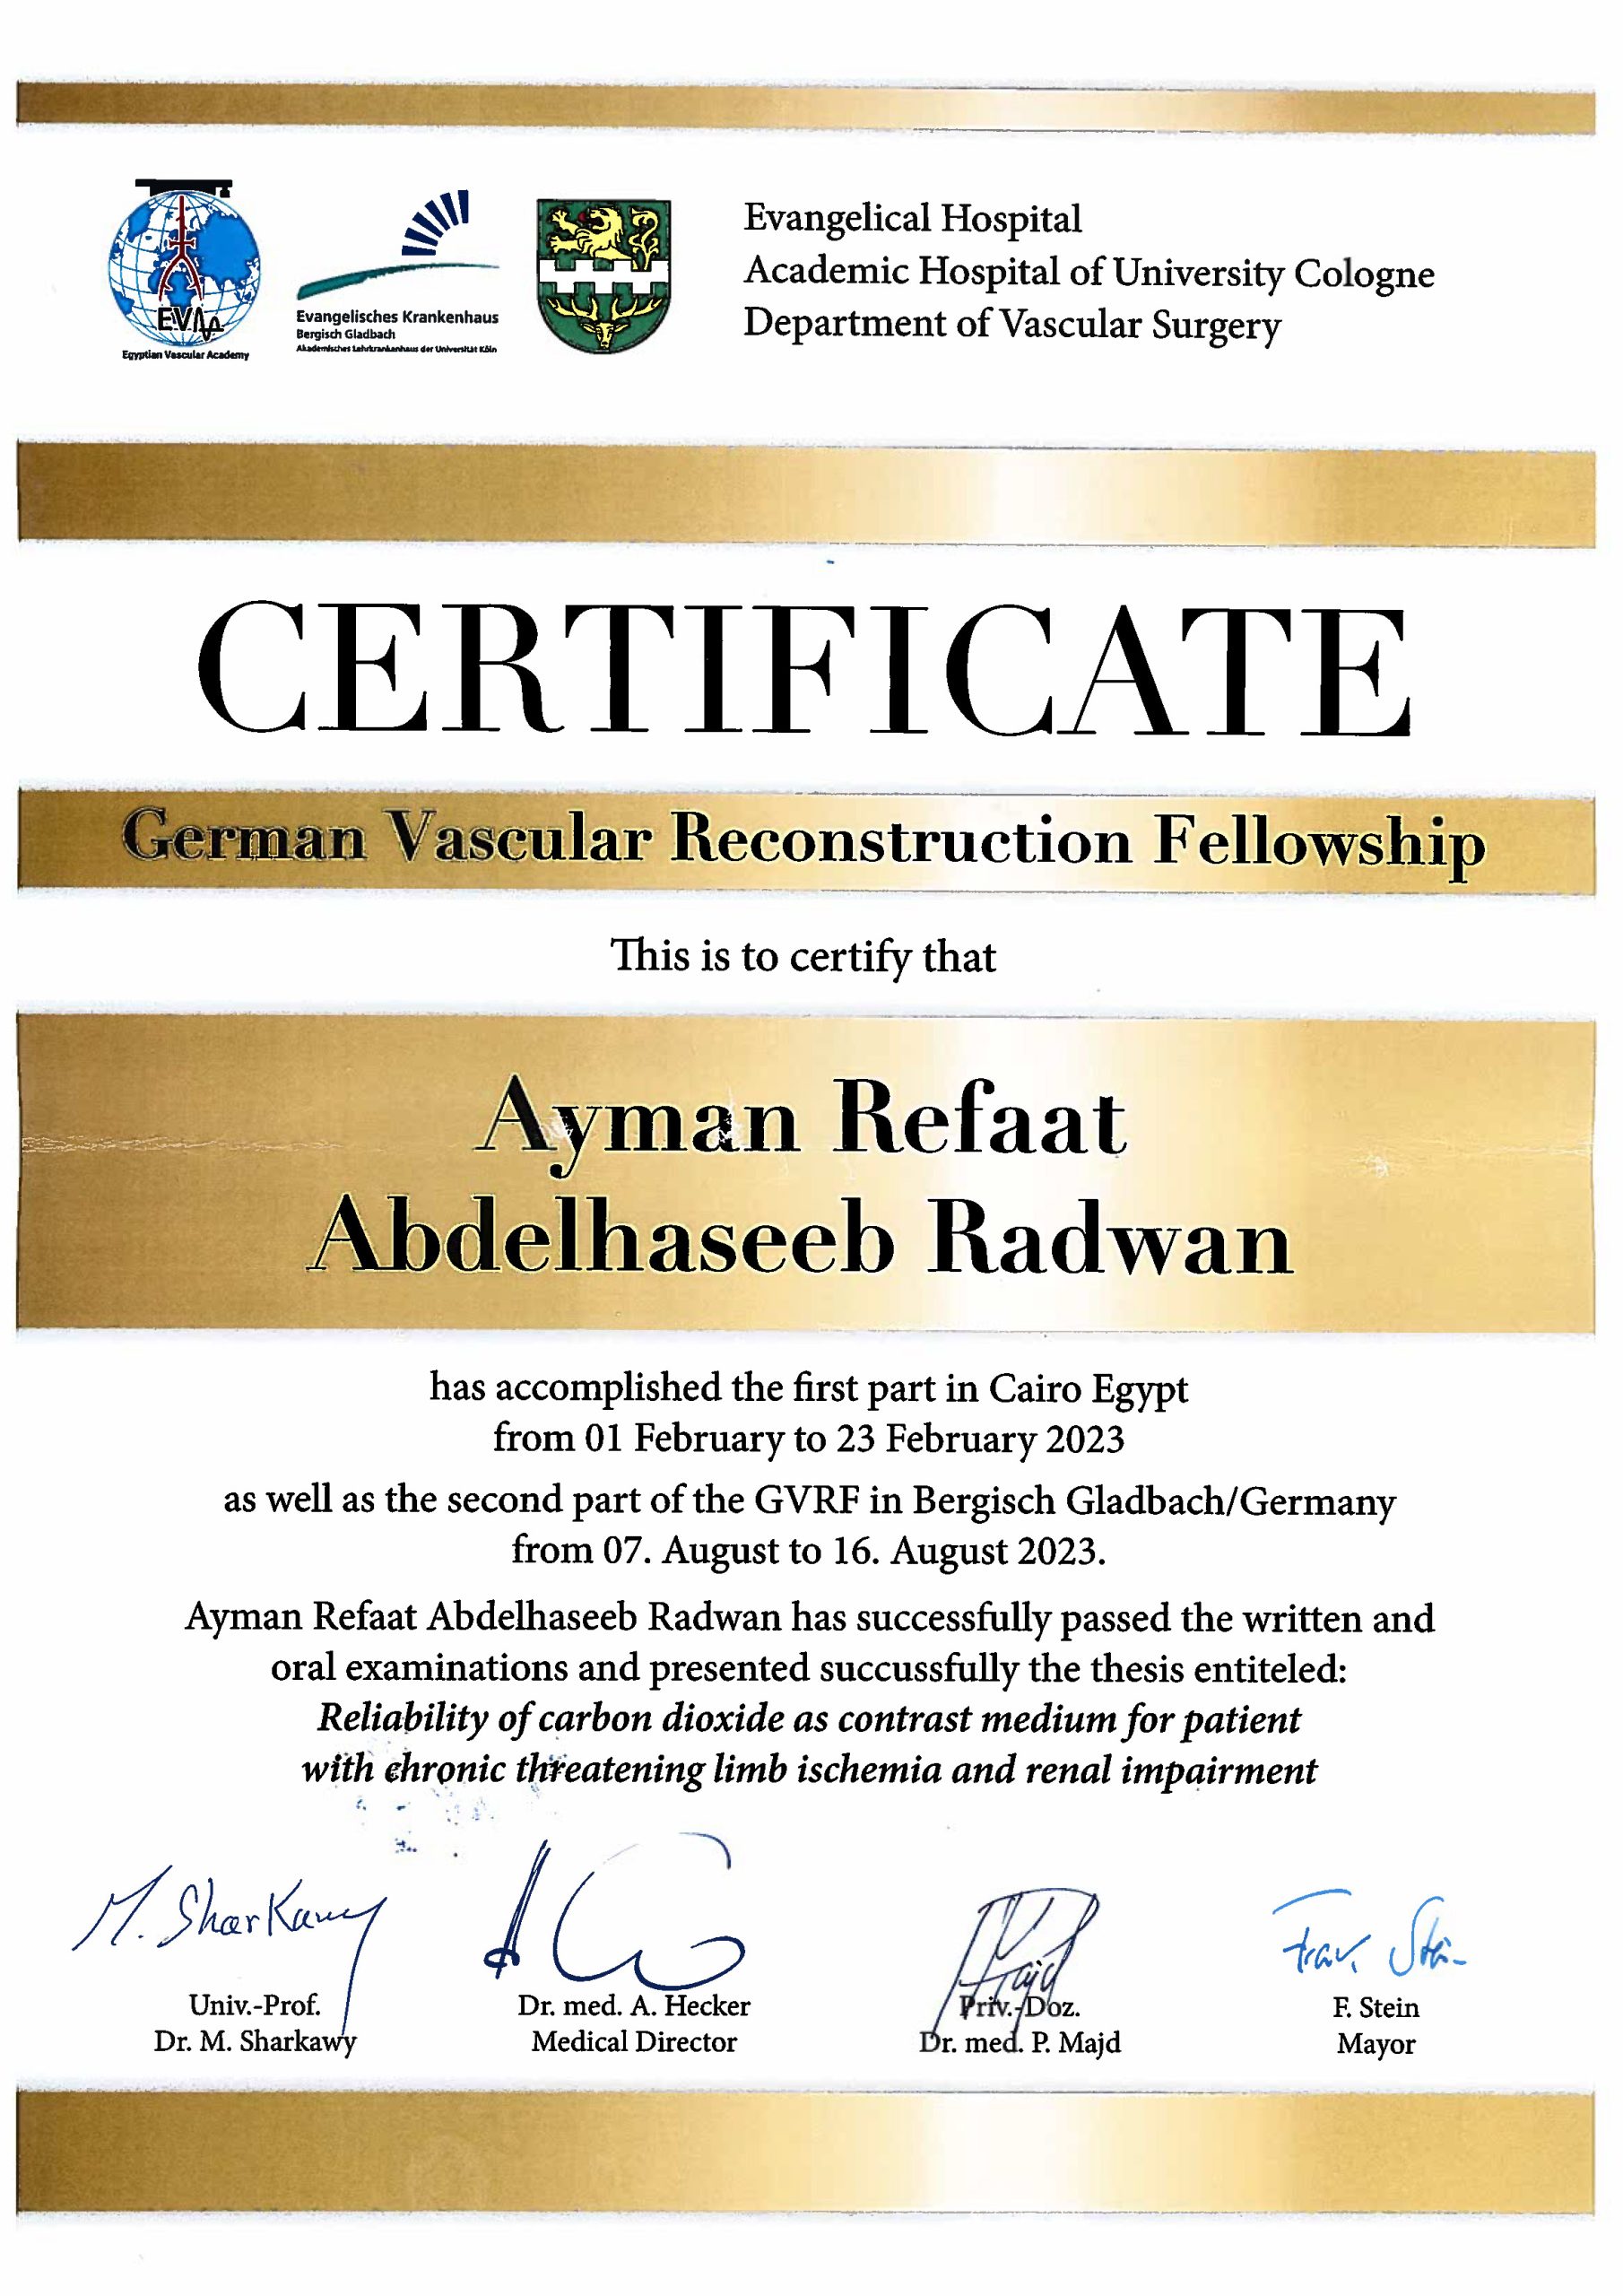 EVA
Egyptian Vascular Academy
Evangelisches Krankenhaus
Bergisch Gladbach
Akademisches Lehrkrankenhaus der Universität Köln
Evangelical Hospital
Academic Hospital of University Cologne
Department of Vascular Surgery
CERTIFICATE
German Vascular Reconstruction Fellowship
This is to certify that
Ayman Refaat
Abdelhaseeb Radwan
has accomplished the first part in Cairo Egypt
from 01 February to 23 February 2023
as well as the second part of the GVRF in Bergisch Gladbach/Germany
from 07. August to 16. August 2023.
Ayman Refaat Abdelhaseeb Radwan has successfully passed the written and
oral examinations and presented succussfully the thesis entiteled:
Reliability of carbon dioxide as contrast medium for patient
with chronic threatening limb ischemia and renal impairment
M. Sharkawy
Univ.-Prof.
Dr. M. Sharkawy
Dr. med. A. Hecker
Medical Director
Priv.-Doz.
Dr. med. P. Majd
F. Stein
Mayor